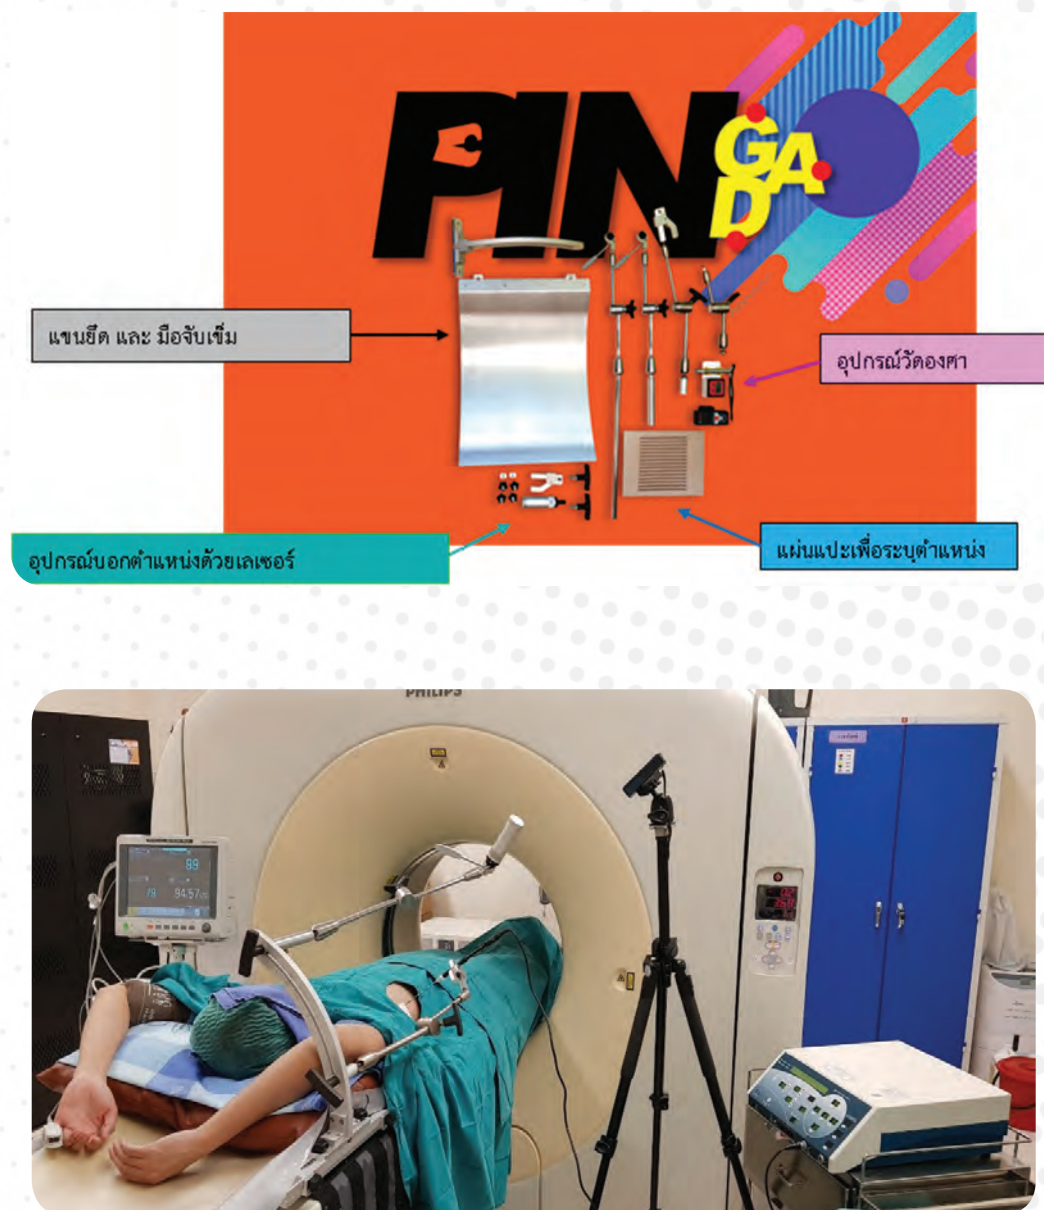 PIN
GAD
แขนยึด และ มือจับเข็ม
อุปกรณ์วัดองศา
อุปกรณ์บอกตำแหน่งด้วยเลเซอร์
แผ่นแปะเพื่อระบุตำแหน่ง
PHILIPS
89
78
94.57